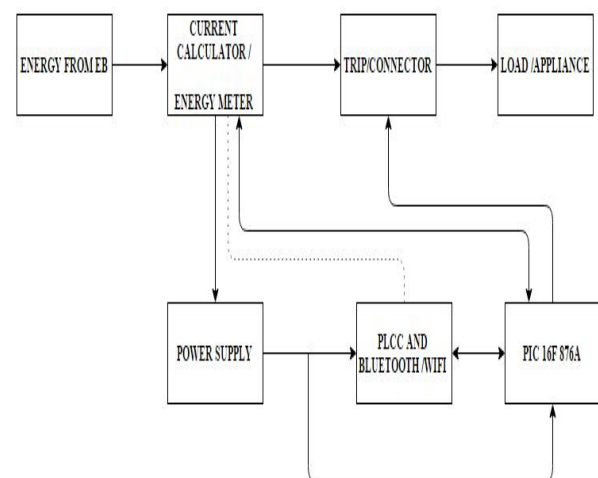 ENERGY FROM EB
CURRENT
CALCULATOR /
ENERGY METER
TRIP/CONNECTOR
LOAD /APPLIANCE
POWER SUPPLY
PLCC AND
BLUETOOTH /WIFI
PIC 16F 876A